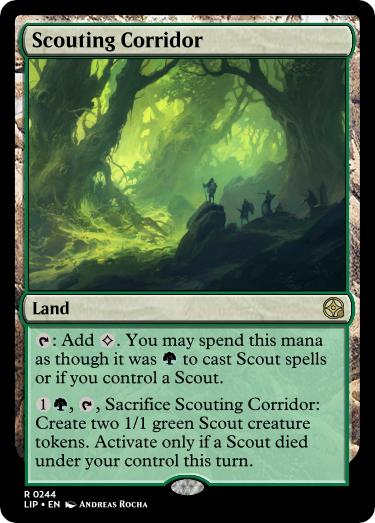 Scouting Corridor
Land
: Add . You may spend this mana
as though it was to cast Scout spells
or if you control a Scout.
1 , , Sacrifice Scouting Corridor:
Create two 1/1 green Scout creature
tokens. Activate only if a Scout died
under your control this turn.
R 0244
LIP • EN Andreas Rocha